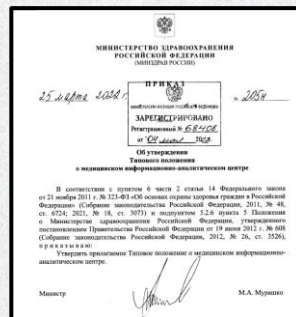 МИНИСТЕРСТВО ЗДРАВООХРАНЕНИЯ
РОССИЙСКОЙ ФЕДЕРАЦИИ
(МИНЗДРАВ РОССИИ)
ПРИКАЗ
25 марта 2022 г.
№ 205н
ЗАРЕГИСТРИРОВАНО
Регистрационный № 68408
от "04"
Об утверждении
Типового положения
о медицинском информационно-аналитическом центре
В соответствии с пунктом 6 части 2 статьи 14 Федерального закона
от 21 ноября 2011 г. № 323-ФЗ «Об основах охраны здоровья граждан в Российской
Федерации» (Собрание законодательства Российской Федерации, 2011, № 48,
ст. 6724; 2021, № 18, ст. 3073) и подпунктом 5.2.6 пункта 5 Положения
о Министерстве здравоохранения Российской Федерации, утвержденного
постановлением Правительства Российской Федерации от 19 июня 2012 г. № 608
(Собрание законодательства Российской Федерации, 2012, № 26, ст. 3526),
приказываю:
Утвердить прилагаемое Типовое положение о медицинском информационно-
аналитическом центре.
Министр
М.А. Мурашко